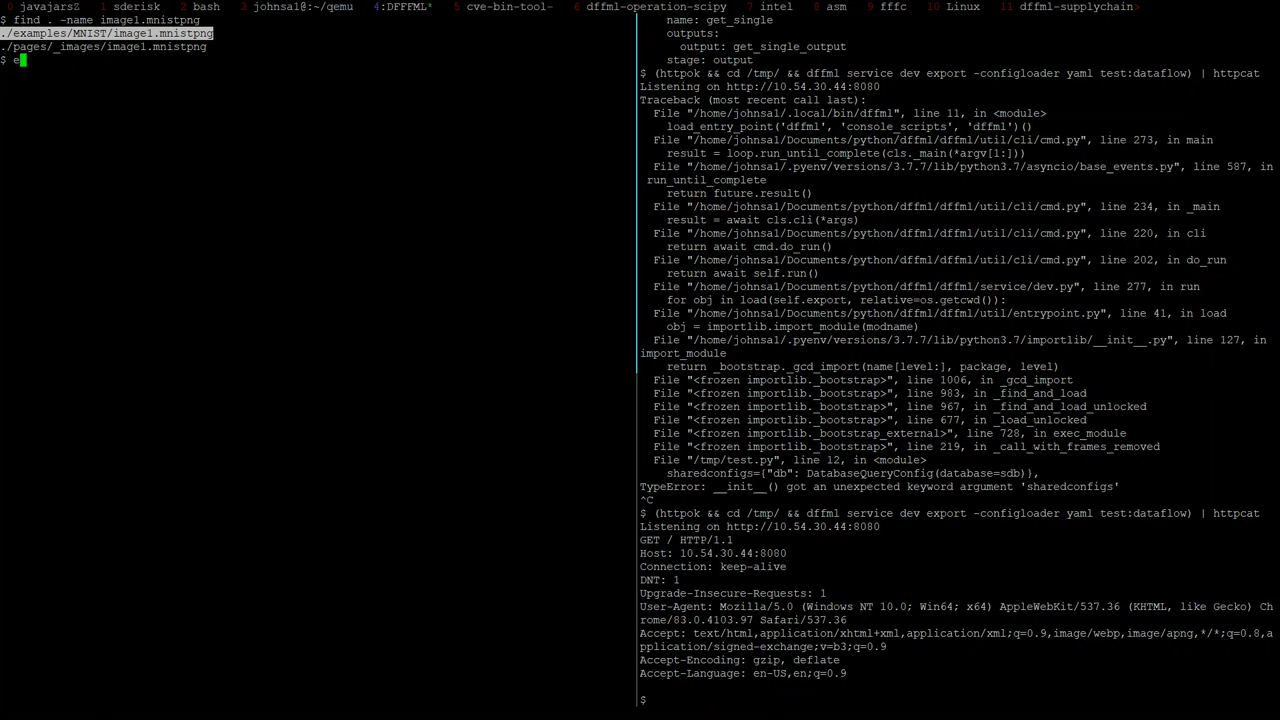 0 javajarsZ  1 sderisk  2 bash  3 johnsa1@:~/qemu  4:DFFFML*  5 cve-bin-tool-  6 dffml-operation-scipy  7 intel  8 asm  9 fffc  10 Linux  11 dffml-supplychain>
$ find . -name image1.mnistpng
./examples/MNIST/image1.mnistpng
./pages/_images/image1.mnistpng
$ e
name: get_single
outputs:
output: get_single_output
stage: output
$ (httpok && cd /tmp/ && dffml service dev export -configloader yaml test:dataflow) | httpcat
Listening on http://10.54.30.44:8080
Traceback (most recent call last):
File "/home/johnsa1/.local/bin/dffml", line 11, in <module>
load_entry_point('dffml', 'console_scripts', 'dffml')()
File "/home/johnsa1/Documents/python/dffml/dffml/util/cli/cmd.py", line 273, in main
result = loop.run_until_complete(cls._main(*argv[1:]))
File "/home/johnsa1/.pyenv/versions/3.7.7/lib/python3.7/asyncio/base_events.py", line 587, in
run_until_complete
return future.result()
File "/home/johnsa1/Documents/python/dffml/dffml/util/cli/cmd.py", line 234, in _main
result = await cls.cli(*args)
File "/home/johnsa1/Documents/python/dffml/dffml/util/cli/cmd.py", line 220, in cli
return await cmd.do_run()
File "/home/johnsa1/Documents/python/dffml/dffml/util/cli/cmd.py", line 202, in do_run
return await self.run()
File "/home/johnsa1/Documents/python/dffml/dffml/service/dev.py", line 277, in run
for obj in load(self.export, relative=os.getcwd()):
File "/home/johnsa1/Documents/python/dffml/dffml/util/entrypoint.py", line 41, in load
obj = importlib.import_module(modname)
File "/home/johnsa1/.pyenv/versions/3.7.7/lib/python3.7/importlib/__init__.py", line 127, in
import_module
return _bootstrap._gcd_import(name[level:], package, level)
File "<frozen importlib._bootstrap>", line 1006, in _gcd_import
File "<frozen importlib._bootstrap>", line 983, in _find_and_load
File "<frozen importlib._bootstrap>", line 967, in _find_and_load_unlocked
File "<frozen importlib._bootstrap>", line 677, in _load_unlocked
File "<frozen importlib._bootstrap_external>", line 728, in exec_module
File "<frozen importlib._bootstrap>", line 219, in _call_with_frames_removed
File "/tmp/test.py", line 12, in <module>
sharedconfigs={"db": DatabaseQueryConfig(database=sdb)},
TypeError: __init__() got an unexpected keyword argument 'sharedconfigs'
^C
$ (httpok && cd /tmp/ && dffml service dev export -configloader yaml test:dataflow) | httpcat
Listening on http://10.54.30.44:8080
GET / HTTP/1.1
Host: 10.54.30.44:8080
Connection: keep-alive
DNT: 1
Upgrade-Insecure-Requests: 1
User-Agent: Mozilla/5.0 (Windows NT 10.0; Win64; x64) AppleWebKit/537.36 (KHTML, like Gecko) Ch
rome/83.0.4103.97 Safari/537.36
Accept: text/html,application/xhtml+xml,application/xml;q=0.9,image/webp,image/apng,*/*;q=0.8,a
pplication/signed-exchange;v=b3;q=0.9
Accept-Encoding: gzip, deflate
Accept-Language: en-US,en;q=0.9
$